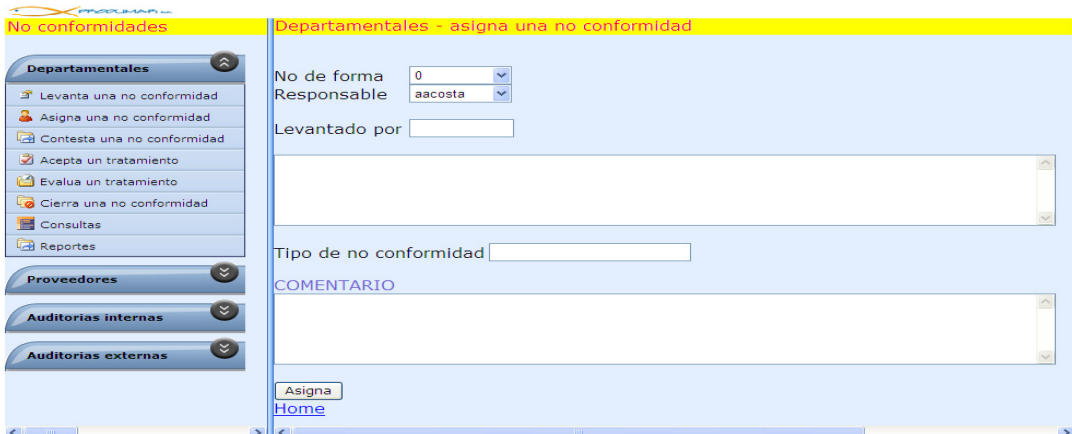 PROOLIMAR
No conformidades
Departamentales
Levanta una no conformidad
Asigna una no conformidad
Contesta una no conformidad
Acepta un tratamiento
Evalua un tratamiento
Cierra una no conformidad
Consultas
Reportes
Proveedores
Auditorias internas
Auditorias externas
Departamentales - asigna una no conformidad
No de forma 0
Responsable aacosta
Levantado por
Tipo de no conformidad
COMENTARIO
Asigna
Home